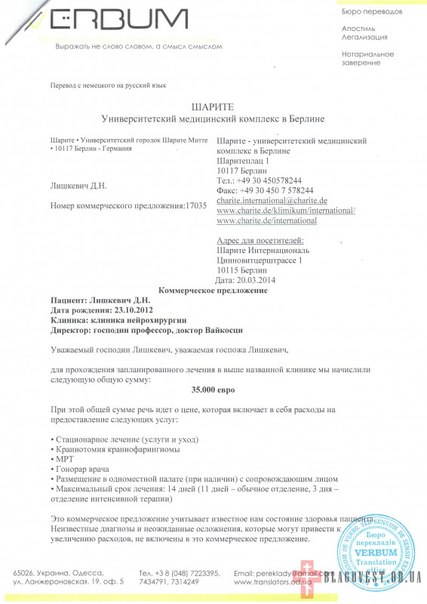 VERBUM
Выражать не слово словом, а смысл смыслом
Бюро переводов
Апостиль
Легализация
Нотариальное
заверение
Перевод с немецкого на русский язык
ШАРИТЕ
Университетский медицинский комплекс в Берлине
Шарите • Университетский городок Шарите Митте
• 10117 Берлин - Германия
Лишкевич Д.Н.
Номер коммерческого предложения:17035
Шарите - университетский медицинский
комплекс в Берлине
Шаритеплац 1
10117 Берлин
Тел.: +49 30 450578244
Факс: +49 30 450 7 578244
charite.international@charite.de
www.charite.de/klinikum/international/
www.charite.de/international
Адрес для посетителей:
Шарите Интернациональ
Цинновитцерштрассе 1
10115 Берлин
Дата: 20.03.2014
Коммерческое предложение
Пациент: Лишкевич Д.Н.
Дата рождения: 23.10.2012
Клиника: клиника нейрохирургии
Директор: господин профессор, доктор Вайкосци
Уважаемый господин Лишкевич, уважаемая госпожа Лишкевич,
для прохождения запланированного лечения в выше названной клинике мы начислили
следующую общую сумму:
35.000 евро
При этой общей сумме речь идет о цене, которая включает в себя расходы на
предоставление следующих услуг:
• Стационарное лечение (услуги и уход)
• Краниотомия краниофарингиомы
• МРТ
• Гонорар врача
• Размещение в одноместной палате (при наличии) с сопровождающим лицом
• Максимальный срок лечения: 14 дней (11 дней – обычное отделение, 3 дня –
отделение интенсивной терапии)
Это коммерческое предложение учитывает известное нам состояние здоровья пациента.
Неизвестные диагнозы и неожиданные осложнения, которые могут привести к
увеличению расходов, не включены в это коммерческое предложение.
Бюро
перекладів
VERBUM
Translation
65026, Украина, Одесса,
ул. Ланжероновская, 19, оф. 5
Тел. +3 8 (048) 7223395,
7434791, 7314249
www.translators.od.ua
BLAGOVEST.OD.UA